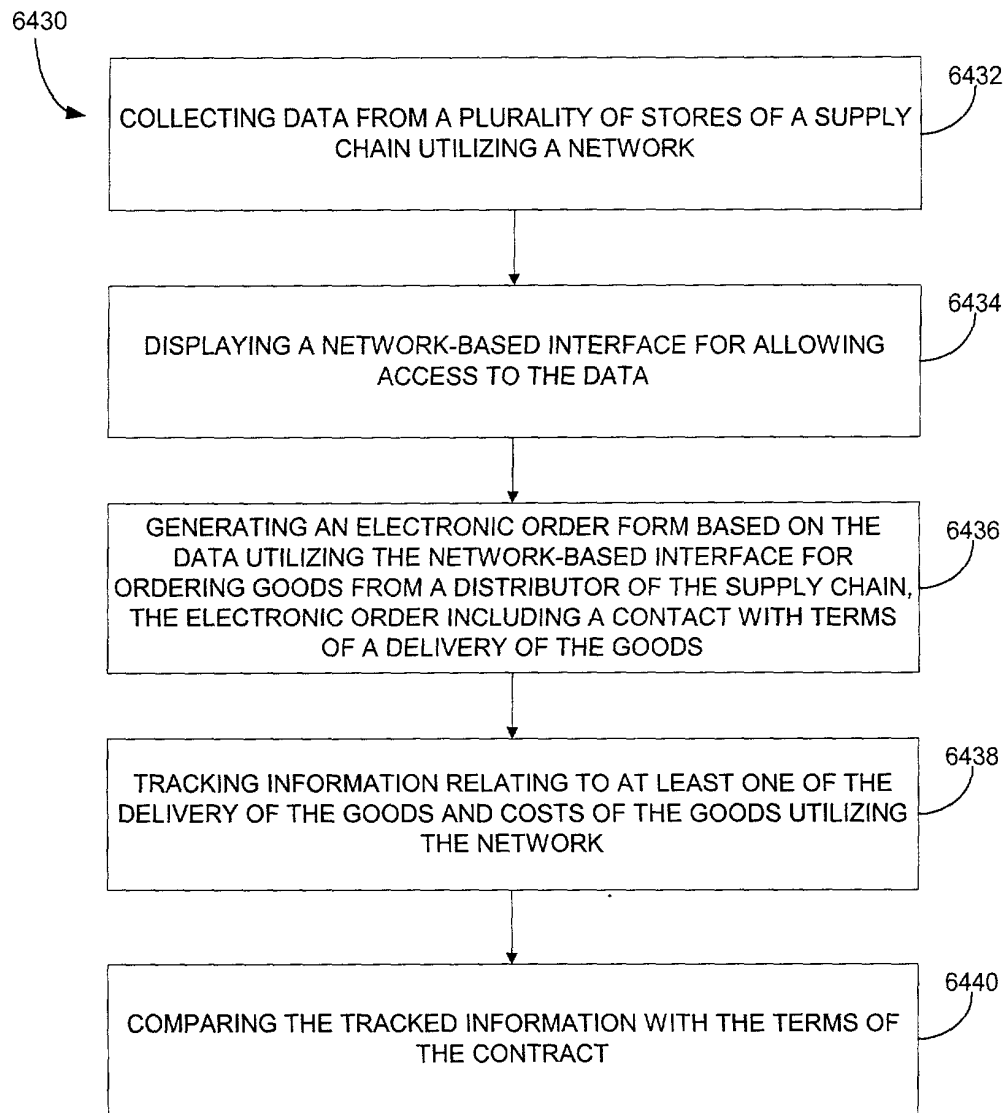 6430
6432
COLLECTING DATA FROM A PLURALITY OF STORES OF A SUPPLY
CHAIN UTILIZING A NETWORK
6434
DISPLAYING A NETWORK-BASED INTERFACE FOR ALLOWING
ACCESS TO THE DATA
6436
GENERATING AN ELECTRONIC ORDER FORM BASED ON THE
DATA UTILIZING THE NETWORK-BASED INTERFACE FOR
ORDERING GOODS FROM A DISTRIBUTOR OF THE SUPPLY CHAIN,
THE ELECTRONIC ORDER INCLUDING A CONTACT WITH TERMS
OF A DELIVERY OF THE GOODS
6438
TRACKING INFORMATION RELATING TO AT LEAST ONE OF THE
DELIVERY OF THE GOODS AND COSTS OF THE GOODS UTILIZING
THE NETWORK
6440
COMPARING THE TRACKED INFORMATION WITH THE TERMS OF
THE CONTRACT